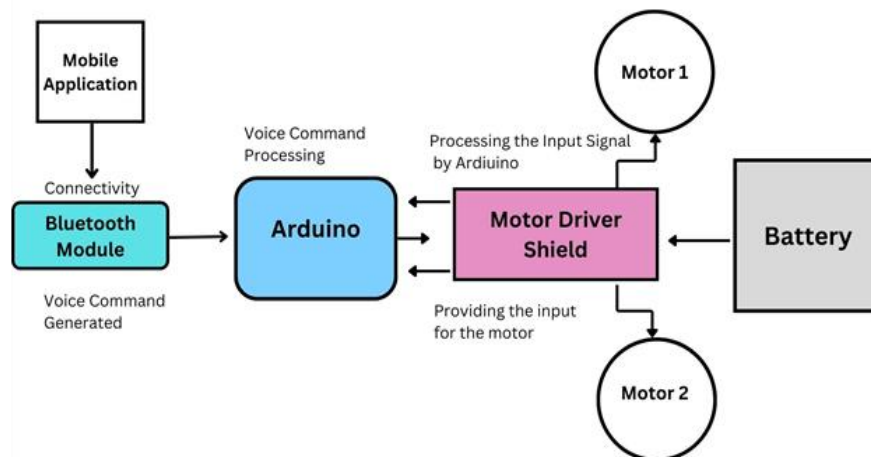 Mobile
Application
Motor 1
Voice Command
Processing
Processing the Input Signal
by Ardiuino
Connectivity
Bluetooth
Module
Arduino
Motor Driver
Shield
Battery
Voice Command
Generated
Providing the input
for the motor
Motor 2